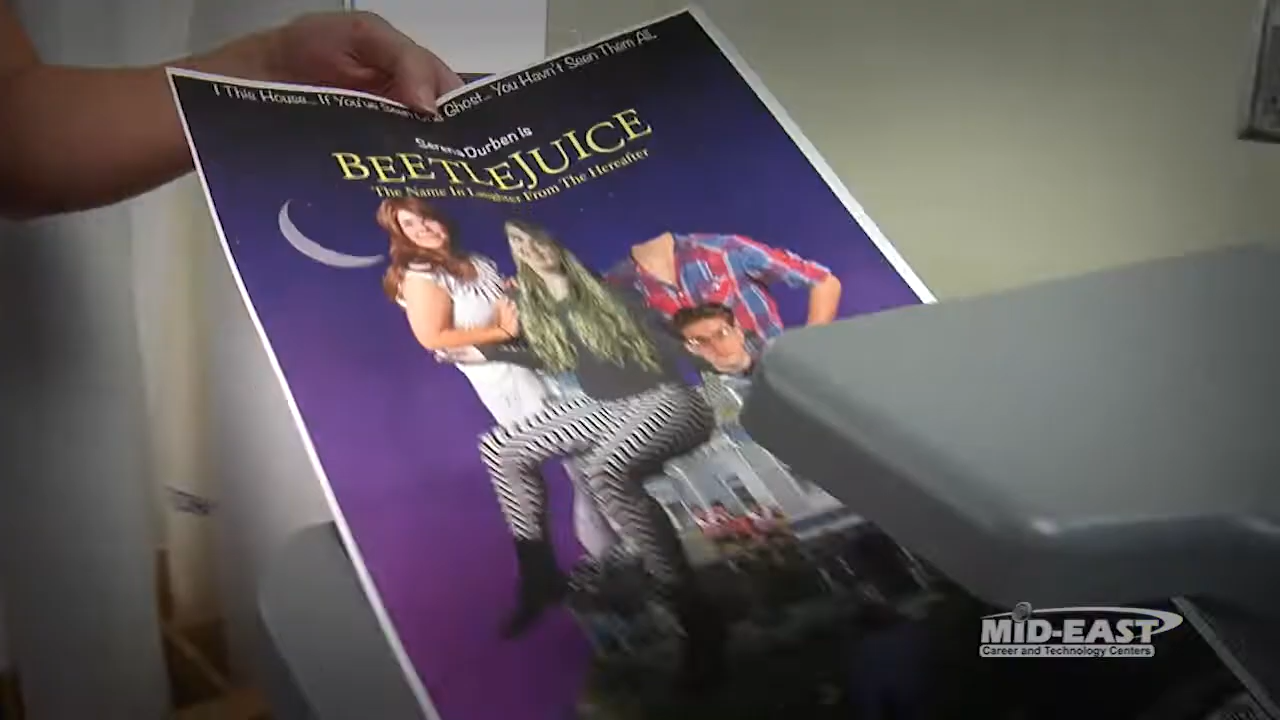 I This House... If You've Seen One Ghost... You Havn't Seen Them All.
Serena Durben is
BEETLEJUICE
The Name In Laughter From The Hereafter
MID-EAST
Career and Technology Centers